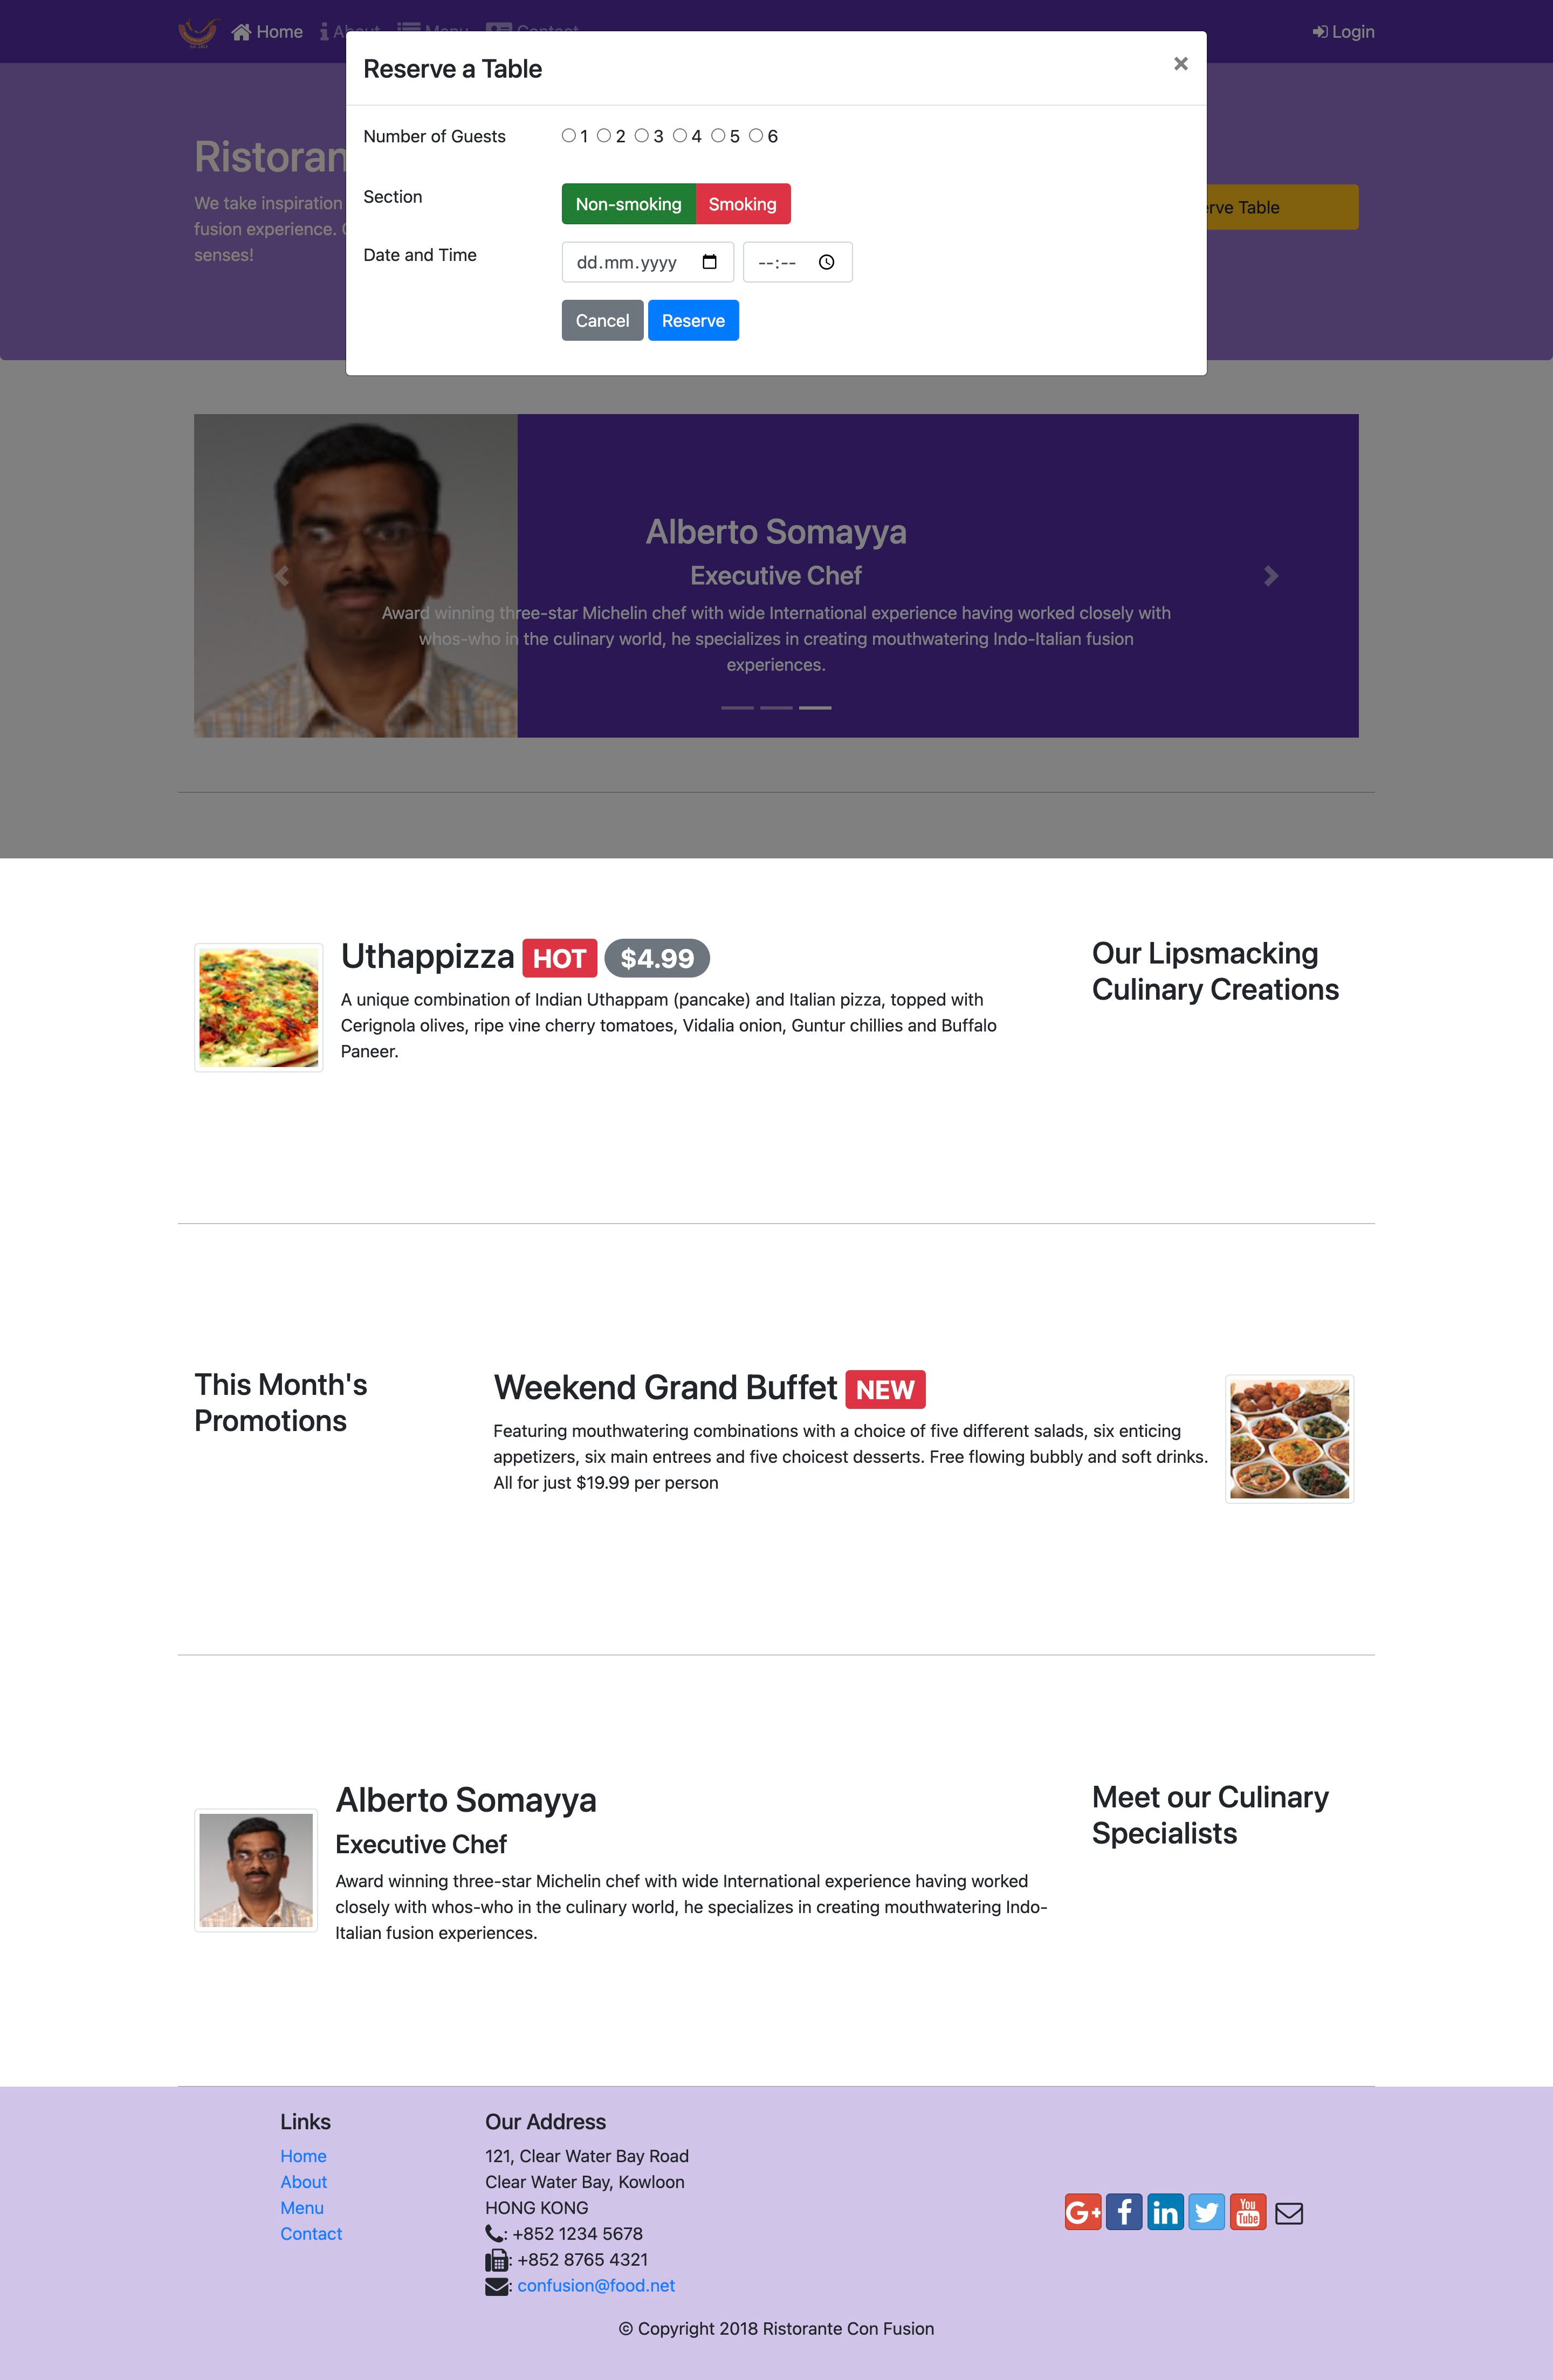 Home About Menu Contact Login
Reserve a Table ×
Number of Guests 1 2 3 4 5 6
Section Non-smoking Smoking
Date and Time dd.mm.yyyy --:--
Cancel Reserve
Ristoran
We take inspiration
fusion experience.
senses!
Table
Alberto Somayya
Executive Chef
Award winning three-star Michelin chef with wide International experience having worked closely with
whos-who in the culinary world, he specializes in creating mouthwatering Indo-Italian fusion
experiences.
Uthappizza HOT $4.99
A unique combination of Indian Uthappam (pancake) and Italian pizza, topped with
Cerignola olives, ripe vine cherry tomatoes, Vidalia onion, Guntur chillies and Buffalo
Paneer.
Our Lipsmacking
Culinary Creations
This Month's
Promotions
Weekend Grand Buffet NEW
Featuring mouthwatering combinations with a choice of five different salads, six enticing
appetizers, six main entrees and five choicest desserts. Free flowing bubbly and soft drinks.
All for just $19.99 per person
Alberto Somayya
Executive Chef
Award winning three-star Michelin chef with wide International experience having worked
closely with whos-who in the culinary world, he specializes in creating mouthwatering Indo-
Italian fusion experiences.
Meet our Culinary
Specialists
Links
Home
About
Menu
Contact
Our Address
121, Clear Water Bay Road
Clear Water Bay, Kowloon
HONG KONG
: +852 1234 5678
: +852 8765 4321
: confusion@food.net
G+ f in You Tube
© Copyright 2018 Ristorante Con Fusion